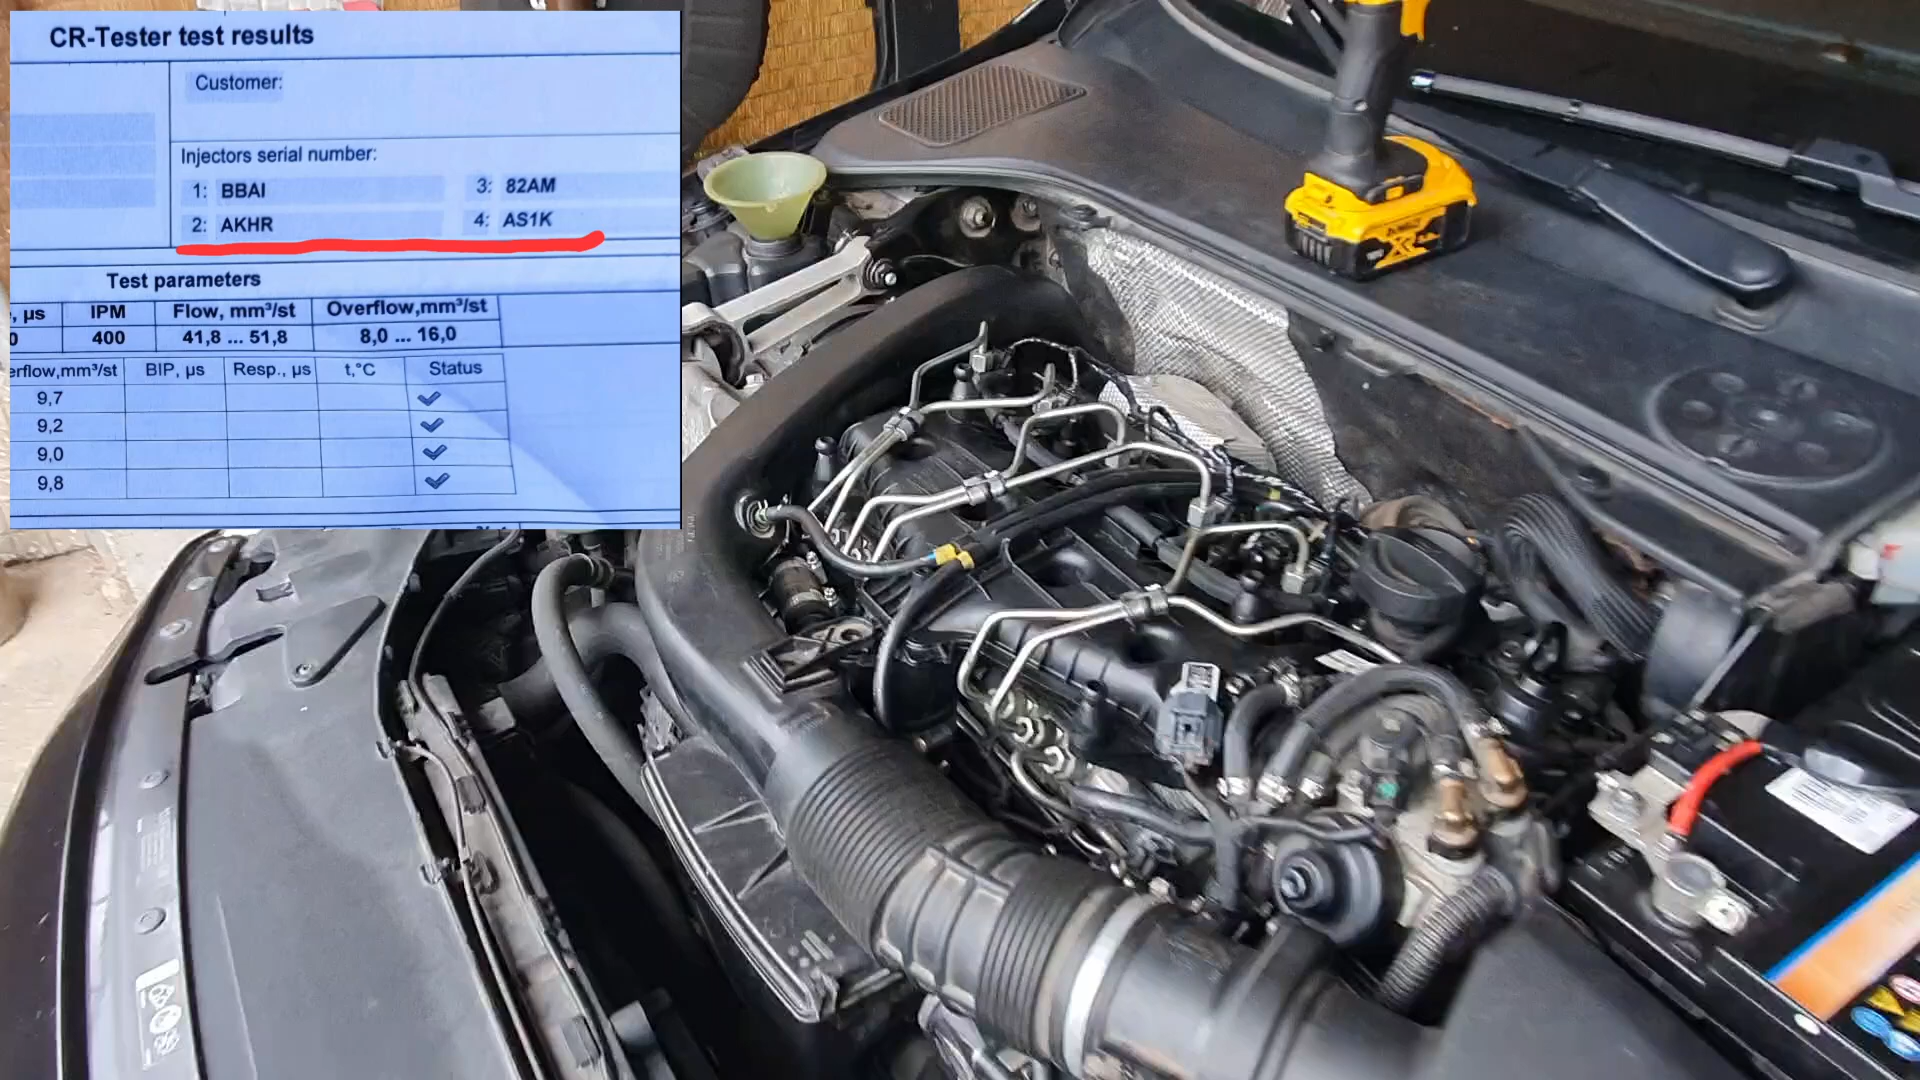 CR-Tester test results
Customer:
Injectors serial number:
1: BBAI 3: 82AM
2: AKHR 4: AS1K
Test parameters
, µs IPM Flow, mm³/st Overflow,mm³/st
0 400 41,8 ... 51,8 8,0 ... 16,0
erflow,mm³/st BIP, µs Resp., µs t,°C Status
9,7
9,2
9,0
9,8
XR